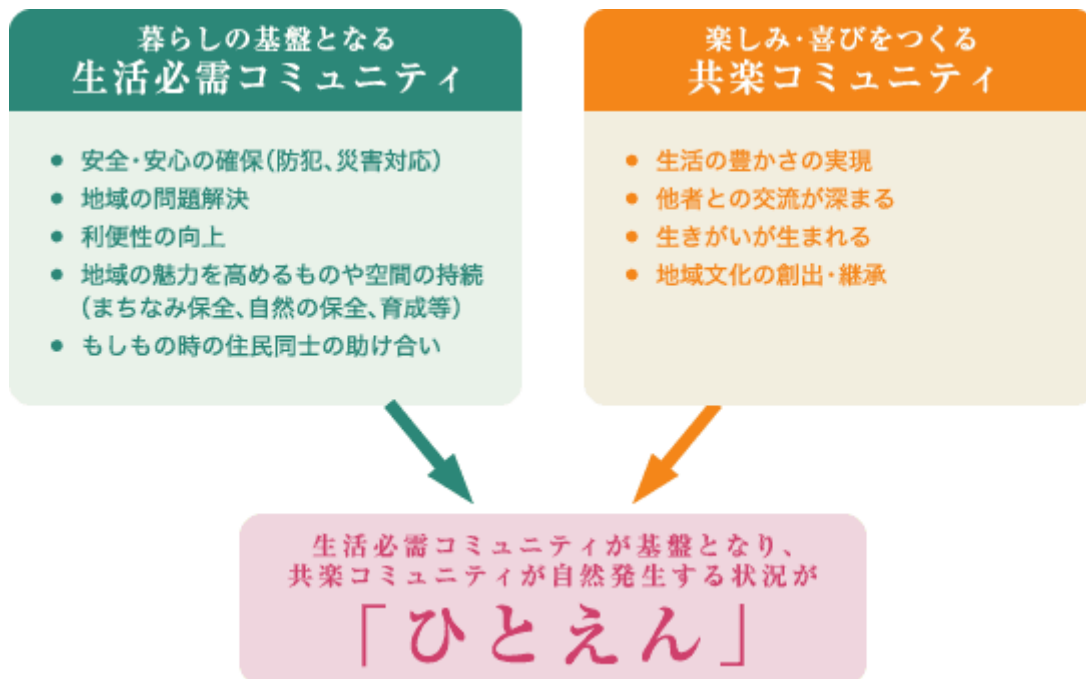 暮らしの基盤となる
生活必需コミュニティ
● 安全・安心の確保（防犯、災害対応）
● 地域の問題解決
● 利便性の向上
● 地域の魅力を高めるものや空間の持続
（まちなみ保全、自然の保全、育成等）
● もしもの時の住民同士の助け合い
楽しみ・喜びをつくる
共楽コミュニティ
● 生活の豊かさの実現
● 他者との交流が深まる
● 生きがいが生まれる
● 地域文化の創出・継承
生活必需コミュニティが基盤となり、
共楽コミュニティが自然発生する状況が
「ひとえん」